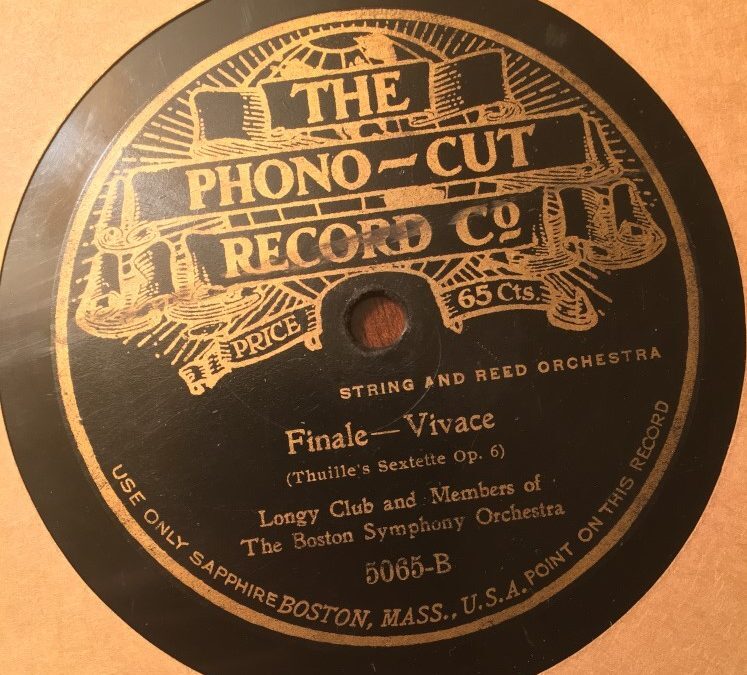 THE
PHONO-CUT
RECORD Co
PRICE 65 Cts.
STRING AND REED ORCHESTRA
Finale—Vivace
(Thuille's Sextette Op. 6)
Longy Club and Members of
The Boston Symphony Orchestra
5065-B
USE ONLY SAPPHIRE POINT ON THIS RECORD
BOSTON, MASS., U.S.A.